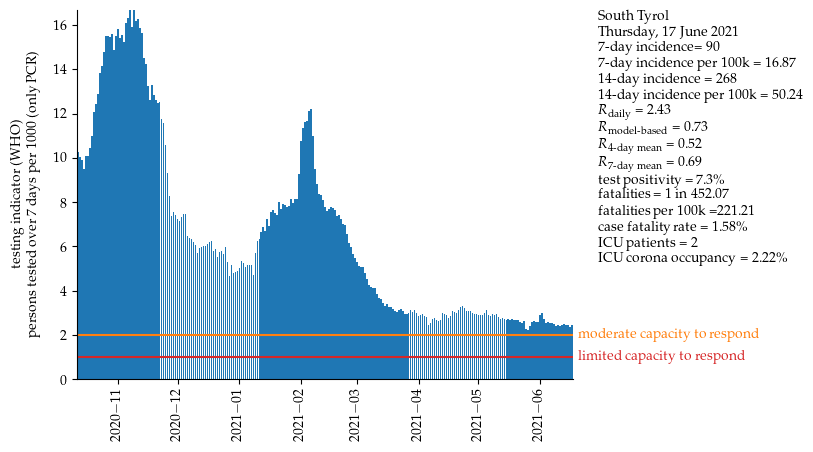 South Tyrol
Thursday, 17 June 2021
7-day incidence= 90
7-day incidence per 100k = 16.87
14-day incidence = 268
14-day incidence per 100k = 50.24
R_daily = 2.43
R_model-based = 0.73
R_4-day mean = 0.52
R_7-day mean = 0.69
test positivity = 7.3%
fatalities = 1 in 452.07
fatalities per 100k =221.21
case fatality rate = 1.58%
ICU patients = 2
ICU corona occupancy = 2.22%
testing indicator (WHO)
persons tested over 7 days per 1000 (only PCR)
16
14
12
10
8
6
4
2
0
moderate capacity to respond
limited capacity to respond
2020−11
2020−12
2021−01
2021−02
2021−03
2021−04
2021−05
2021−06